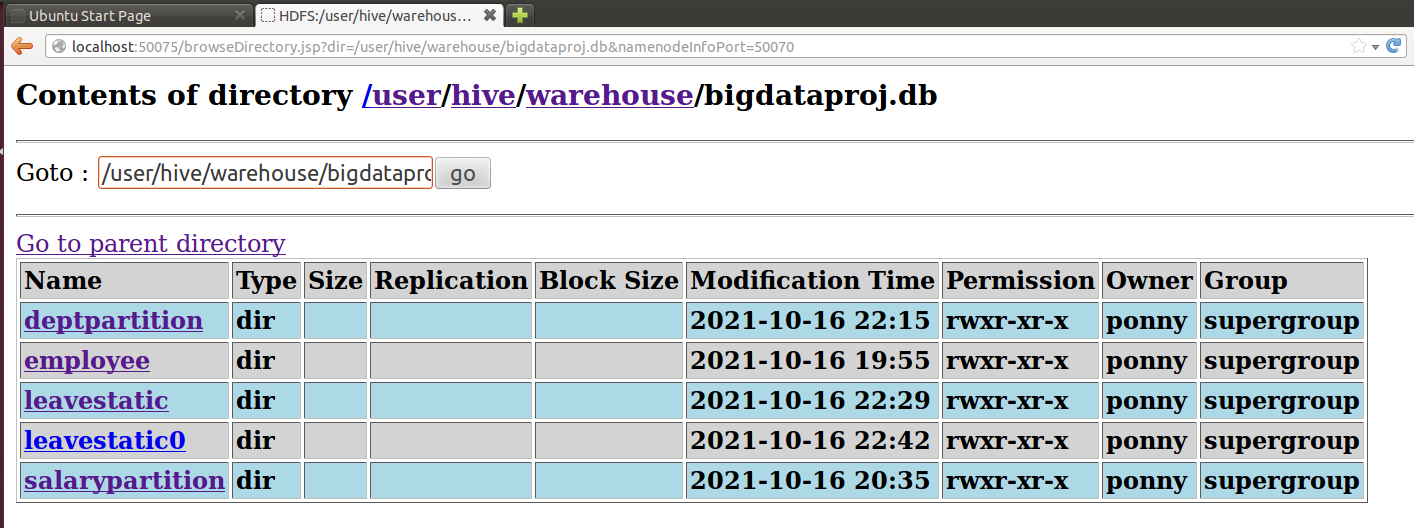 Ubuntu Start Page
HDFS:/user/hive/warehous...
localhost:50075/browseDirectory.jsp?dir=/user/hive/warehouse/bigdataproj.db&namenodeInfoPort=50070
Contents of directory /user/hive/warehouse/bigdataproj.db
Goto : /user/hive/warehouse/bigdatapro go
Go to parent directory
Name Type Size Replication Block Size Modification Time Permission Owner Group
deptpartition dir 2021-10-16 22:15 rwxr-xr-x ponny supergroup
employee dir 2021-10-16 19:55 rwxr-xr-x ponny supergroup
leavestatic dir 2021-10-16 22:29 rwxr-xr-x ponny supergroup
leavestatic0 dir 2021-10-16 22:42 rwxr-xr-x ponny supergroup
salarypartition dir 2021-10-16 20:35 rwxr-xr-x ponny supergroup